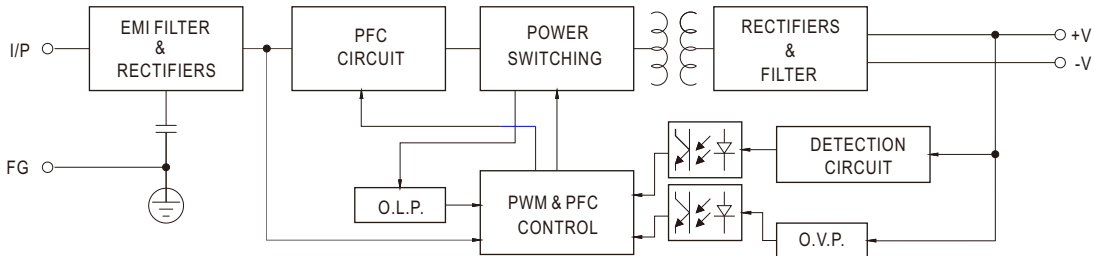 I/P
EMI FILTER
&
RECTIFIERS
PFC
CIRCUIT
POWER
SWITCHING
RECTIFIERS
&
FILTER
+V
-V
FG
O.L.P.
PWM & PFC
CONTROL
DETECTION
CIRCUIT
O.V.P.